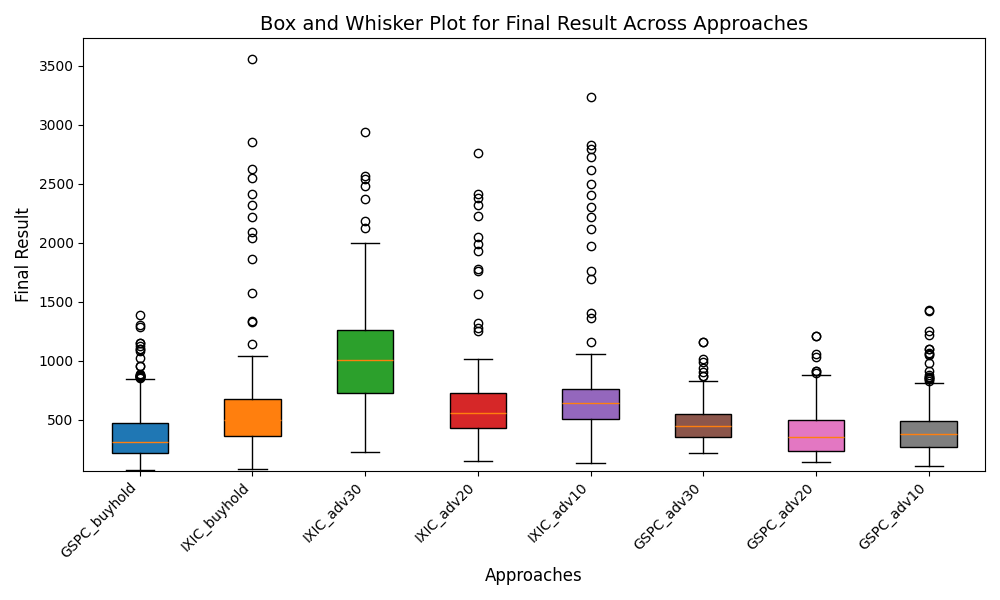 Box and Whisker Plot for Final Result Across Approaches
3500
3000
2500
2000
1500
1000
500
Final Result
GSPC_buyhold
IXIC_buyhold
IXIC_adv30
IXIC_adv20
IXIC_adv10
GSPC_adv30
GSPC_adv20
GSPC_adv10
Approaches